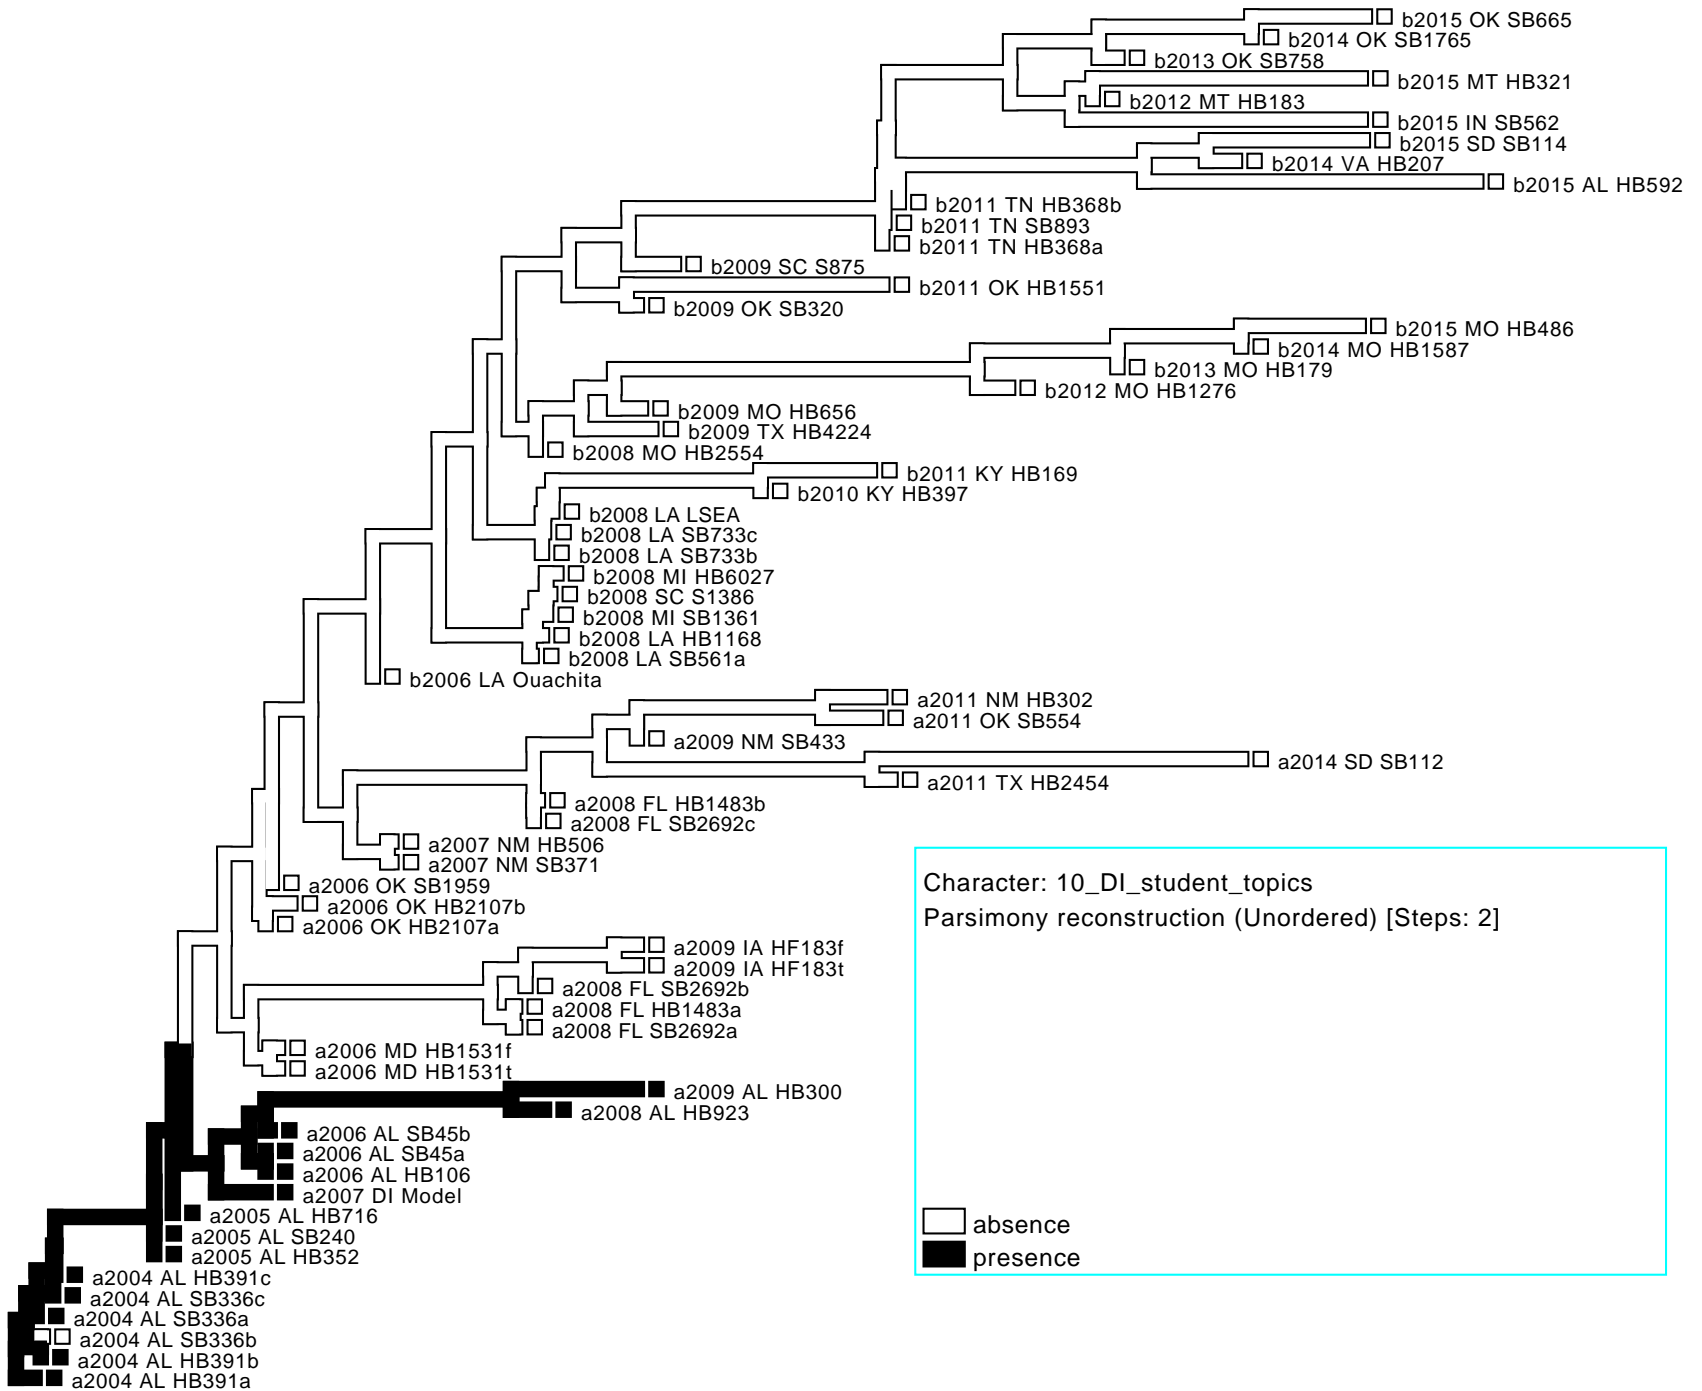 b2015 OK SB665
b2014 OK SB1765
b2013 OK SB758
b2015 MT HB321
b2012 MT HB183
b2015 IN SB562
b2015 SD SB114
b2014 VA HB207
b2015 AL HB592
b2011 TN HB368b
b2011 TN SB893
b2011 TN HB368a
b2009 SC S875
b2011 OK HB1551
b2009 OK SB320
b2015 MO HB486
b2014 MO HB1587
b2013 MO HB179
b2012 MO HB1276
b2009 MO HB656
b2009 TX HB4224
b2008 MO HB2554
b2011 KY HB169
b2010 KY HB397
b2008 LA LSEA
b2008 LA SB733c
b2008 LA SB733b
b2008 MI HB6027
b2008 SC S1386
b2008 MI SB1361
b2008 LA HB1168
b2008 LA SB561a
b2006 LA Ouachita
a2011 NM HB302
a2011 OK SB554
a2009 NM SB433
a2014 SD SB112
a2011 TX HB2454
a2008 FL HB1483b
a2008 FL SB2692c
a2007 NM HB506
a2007 NM SB371
a2006 OK SB1959
a2006 OK HB2107b
a2006 OK HB2107a
a2009 IA HF183f
a2009 IA HF183t
a2008 FL SB2692b
a2008 FL HB1483a
a2008 FL SB2692a
a2006 MD HB1531f
a2006 MD HB1531t
a2009 AL HB300
a2008 AL HB923
a2006 AL SB45b
a2006 AL SB45a
a2006 AL HB106
a2007 DI Model
a2005 AL HB716
a2005 AL SB240
a2005 AL HB352
a2004 AL HB391c
a2004 AL SB336c
a2004 AL SB336a
a2004 AL SB336b
a2004 AL HB391b
a2004 AL HB391a
Character: 10_DI_student_topics
Parsimony reconstruction (Unordered) [Steps: 2]
absence
presence